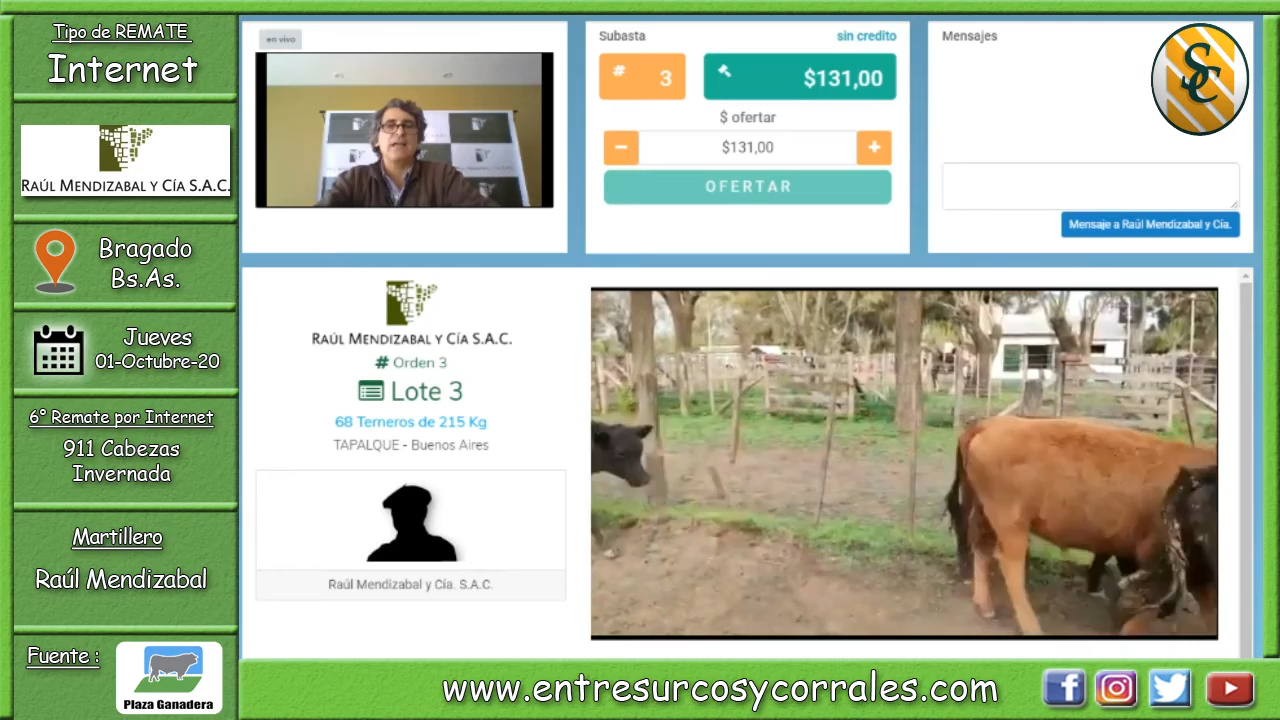 Tipo de REMATE
Internet
RAÚL MENDIZABAL Y CÍA S.A.C.
Bragado
Bs.As.
Jueves
01-Octubre-20
6º Remate por Internet
911 Cabezas
Invernada
Martillero
Raúl Mendizabal
Fuente :
Plaza Ganadera
en vivo
Subasta
sin credito
# 3
$131,00
$ ofertar
− $131,00 +
OFERTAR
Mensajes
SC
Mensaje a Raúl Mendizabal y Cía.
RAÚL MENDIZABAL Y CÍA S.A.C.
# Orden 3
Lote 3
68 Terneros de 215 Kg
TAPALQUE - Buenos Aires
Raúl Mendizabal y Cía. S.A.C.
www.entresurcosycorrales.com